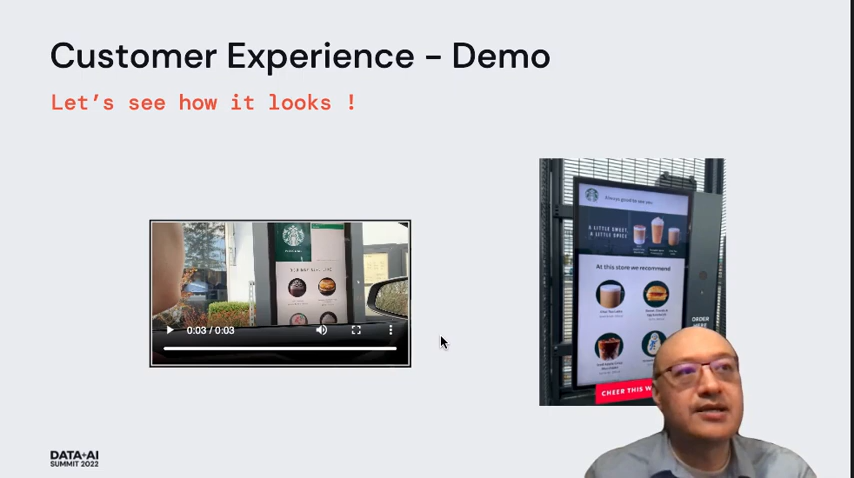 Customer Experience - Demo
Let's see how it looks !
0:03 / 0:03
Always good to see you
A LITTLE SWEET,
A LITTLE SPICE
At this store we recommend
ORDER
HERE
CHEER THIS W
DATA+AI
SUMMIT 2022